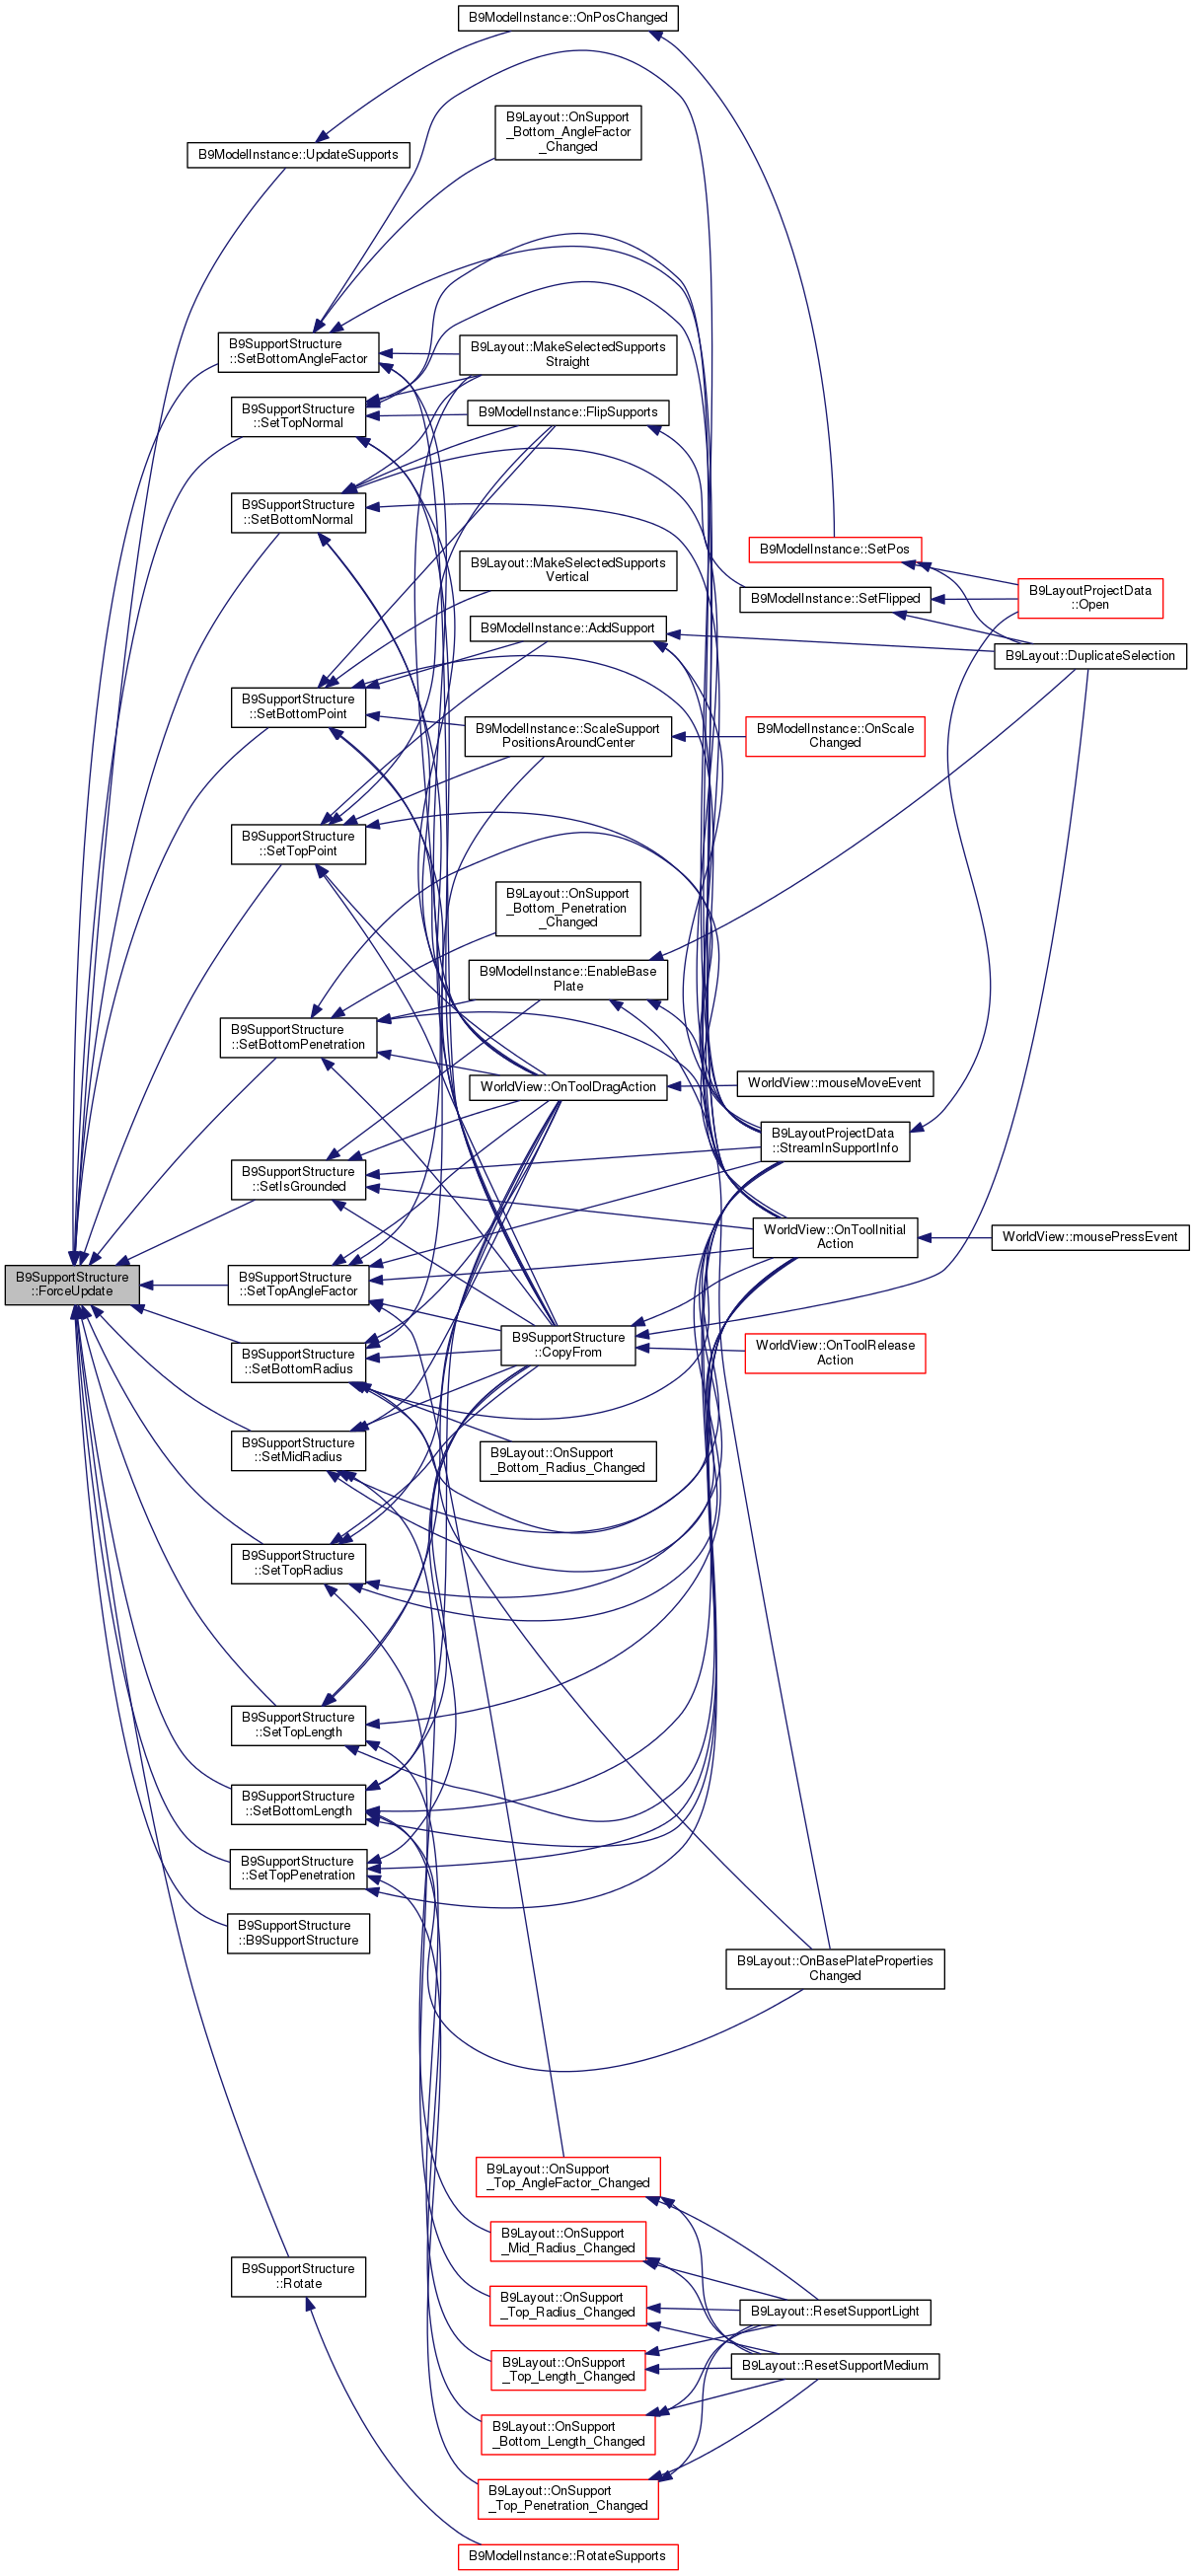 B9ModelInstance::OnPosChanged
B9Layout::OnSupport
_Bottom_AngleFactor
_Changed
B9ModelInstance::UpdateSupports
B9SupportStructure
::SetBottomAngleFactor
B9Layout::MakeSelectedSupports
Straight
B9SupportStructure
::SetTopNormal
B9ModelInstance::FlipSupports
B9SupportStructure
::SetBottomNormal
B9ModelInstance::SetPos
B9Layout::MakeSelectedSupports
Vertical
B9ModelInstance::SetFlipped
B9LayoutProjectData
::Open
B9ModelInstance::AddSupport
B9Layout::DuplicateSelection
B9SupportStructure
::SetBottomPoint
B9ModelInstance::ScaleSupport
PositionsAroundCenter
B9ModelInstance::OnScale
Changed
B9SupportStructure
::SetTopPoint
B9Layout::OnSupport
_Bottom_Penetration
_Changed
B9ModelInstance::EnableBase
Plate
B9SupportStructure
::SetBottomPenetration
WorldView::OnToolDragAction
WorldView::mouseMoveEvent
B9LayoutProjectData
::StreamInSupportInfo
B9SupportStructure
::SetIsGrounded
WorldView::OnToolInitial
Action
WorldView::mousePressEvent
B9SupportStructure
::ForceUpdate
B9SupportStructure
::SetTopAngleFactor
B9SupportStructure
::CopyFrom
WorldView::OnToolRelease
Action
B9SupportStructure
::SetBottomRadius
B9SupportStructure
::SetMidRadius
B9Layout::OnSupport
_Bottom_Radius_Changed
B9SupportStructure
::SetTopRadius
B9SupportStructure
::SetTopLength
B9SupportStructure
::SetBottomLength
B9SupportStructure
::SetTopPenetration
B9SupportStructure
::B9SupportStructure
B9Layout::OnBasePlateProperties
Changed
B9Layout::OnSupport
_Top_AngleFactor_Changed
B9Layout::OnSupport
_Mid_Radius_Changed
B9SupportStructure
::Rotate
B9Layout::OnSupport
_Top_Radius_Changed
B9Layout::ResetSupportLight
B9Layout::OnSupport
_Top_Length_Changed
B9Layout::ResetSupportMedium
B9Layout::OnSupport
_Bottom_Length_Changed
B9Layout::OnSupport
_Top_Penetration_Changed
B9ModelInstance::RotateSupports